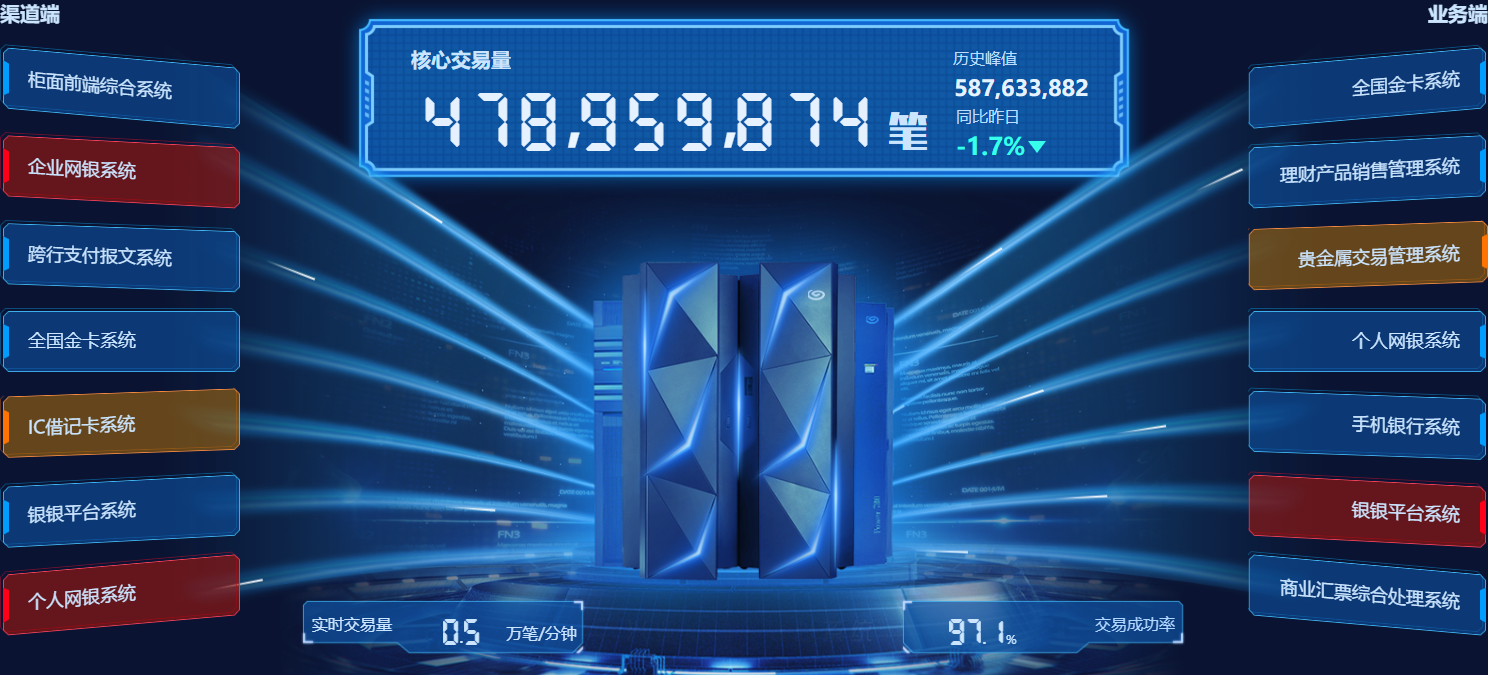 渠道端
业务端
核心交易量
478,959,874 笔
历史峰值
587,633,882
同比昨日
-1.7%
柜面前端综合系统
企业网银系统
跨行支付报文系统
全国金卡系统
IC借记卡系统
银银平台系统
个人网银系统
全国金卡系统
理财产品销售管理系统
贵金属交易管理系统
个人网银系统
手机银行系统
银银平台系统
商业汇票综合处理系统
FN3
FN3
FN3
FN3
实时交易量 0.5 万笔/分钟
97.1% 交易成功率